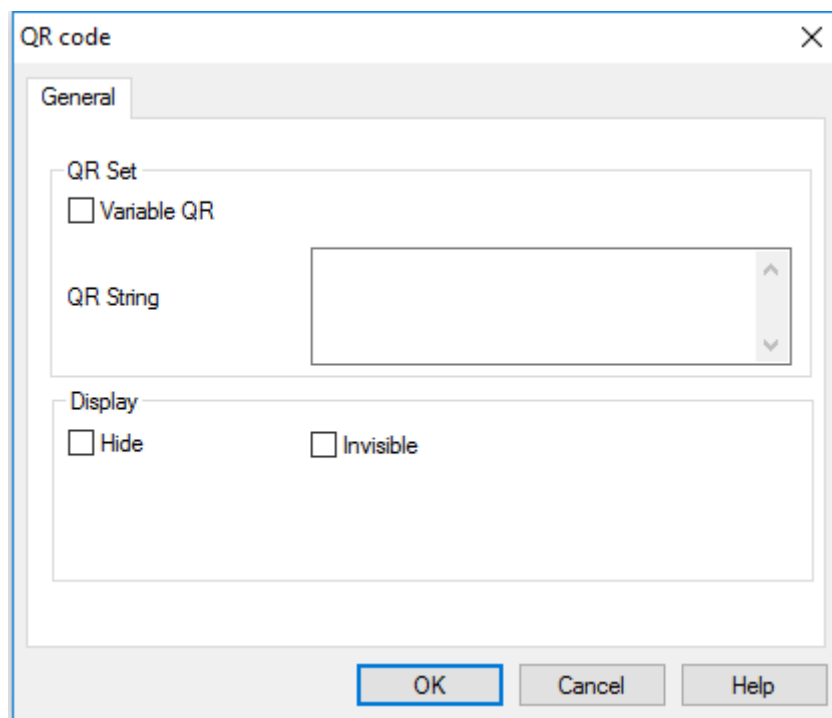 QR code
General
QR Set
Variable QR
QR String
Display
Hide Invisible
OK Cancel Help